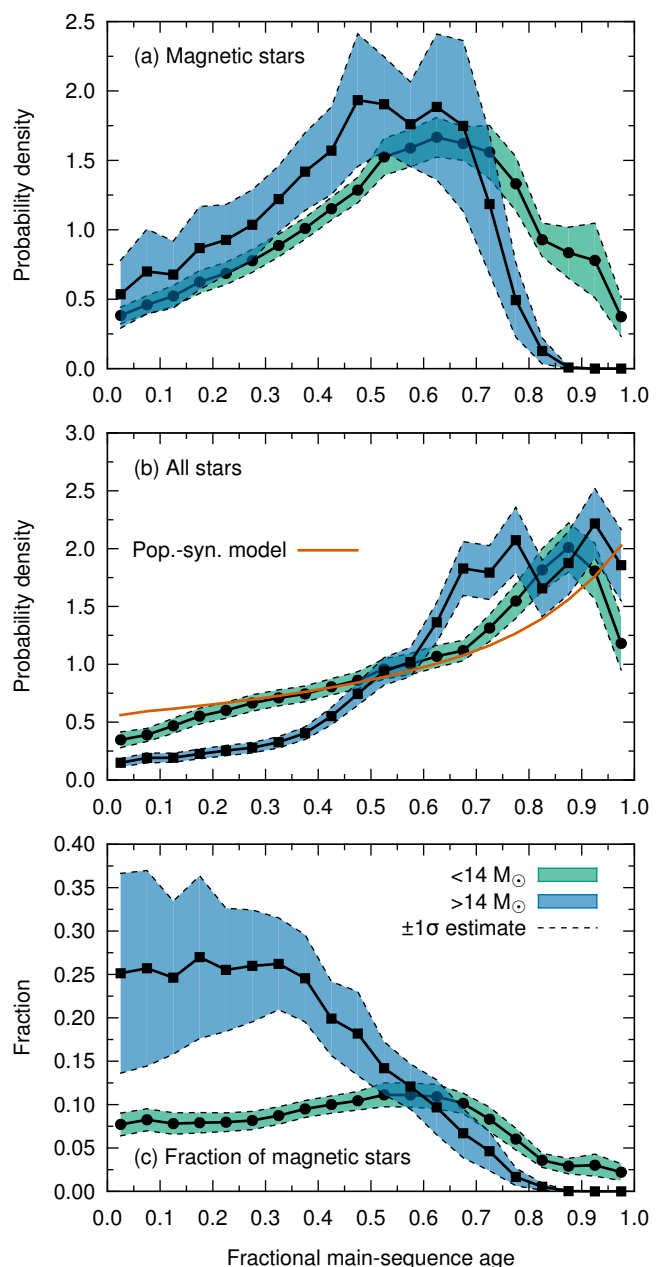 2.5
(a) Magnetic stars
2.0
1.5
1.0
0.5
0.0
Probability density
0.0 0.1 0.2 0.3 0.4 0.5 0.6 0.7 0.8 0.9 1.0
3.0
(b) All stars
2.5
2.0
Pop.-syn. model
1.5
1.0
0.5
0.0
Probability density
0.0 0.1 0.2 0.3 0.4 0.5 0.6 0.7 0.8 0.9 1.0
0.40
<14 M☉
0.35
>14 M☉
±1σ estimate
0.30
0.25
0.20
0.15
0.10
0.05
(c) Fraction of magnetic stars
0.00
Fraction
0.0 0.1 0.2 0.3 0.4 0.5 0.6 0.7 0.8 0.9 1.0
Fractional main-sequence age